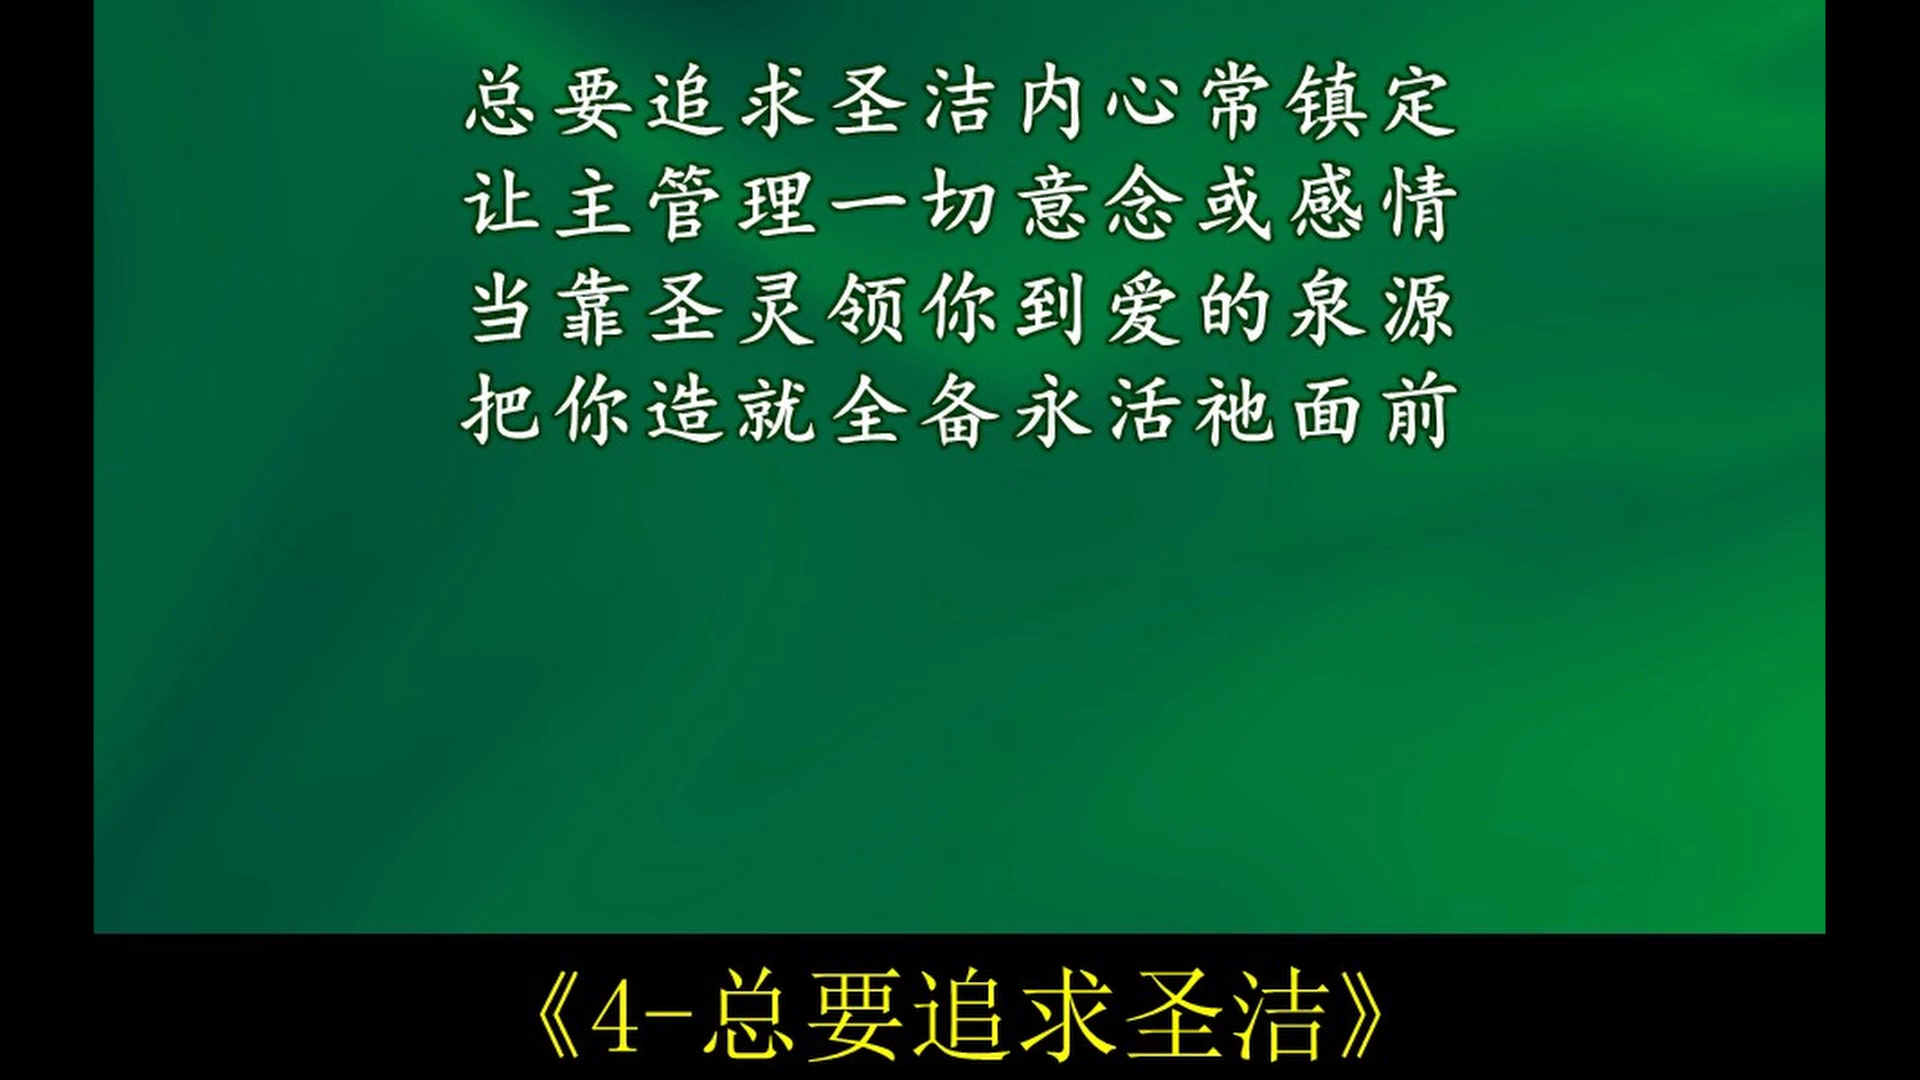 总要追求圣洁内心常镇定
让主管理一切意念或感情
当靠圣灵领你到爱的泉源
把你造就全备永活祂面前
《4-总要追求圣洁》